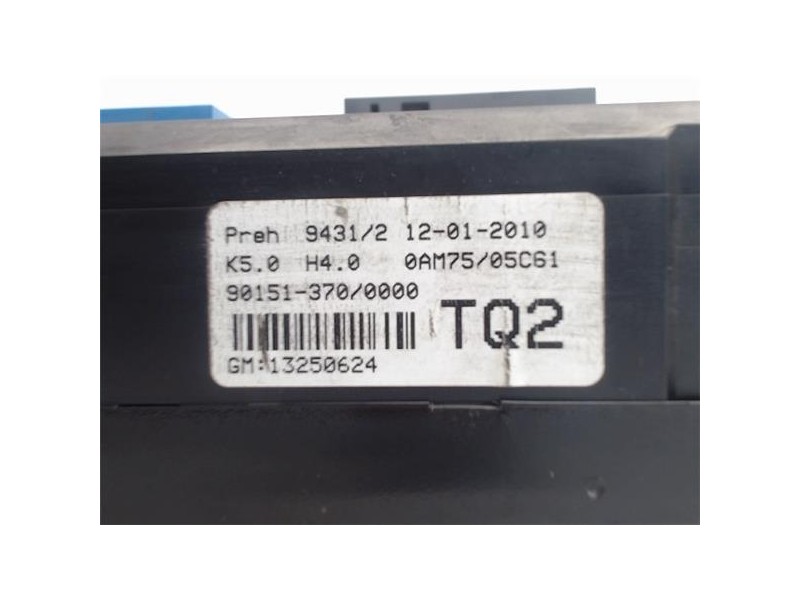 Preh 9431/2 12-01-2010
K5.0 H4.0 0AM75/05C61
90151-370/0000
TQ2
GM:13250624